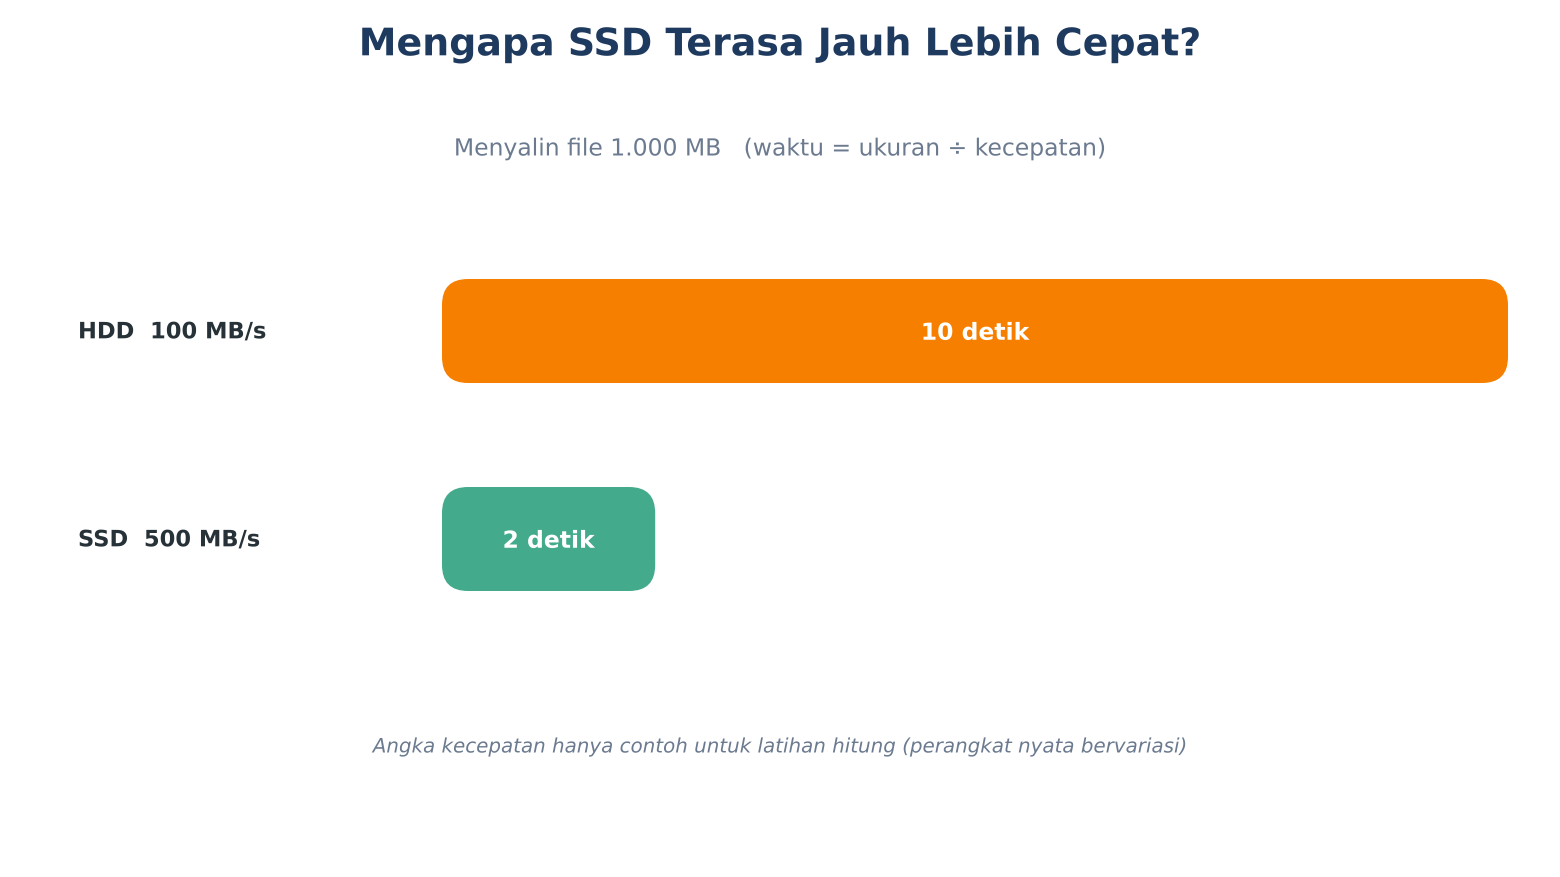 Mengapa SSD Terasa Jauh Lebih Cepat?
Menyalin file 1.000 MB (waktu = ukuran ÷ kecepatan)
HDD 100 MB/s
10 detik
SSD 500 MB/s
2 detik
Angka kecepatan hanya contoh untuk latihan hitung (perangkat nyata bervariasi)